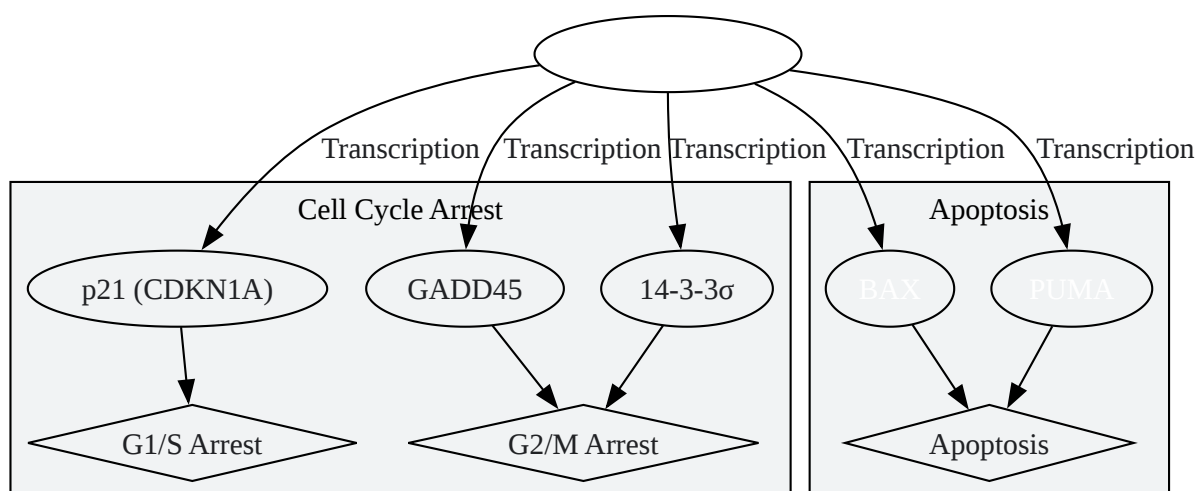 Transcription Transcription Transcription Transcription Transcription
Cell Cycle Arrest Apoptosis
p21 (CDKN1A) GADD45 14-3-3σ BAX PUMA
G1/S Arrest G2/M Arrest Apoptosis